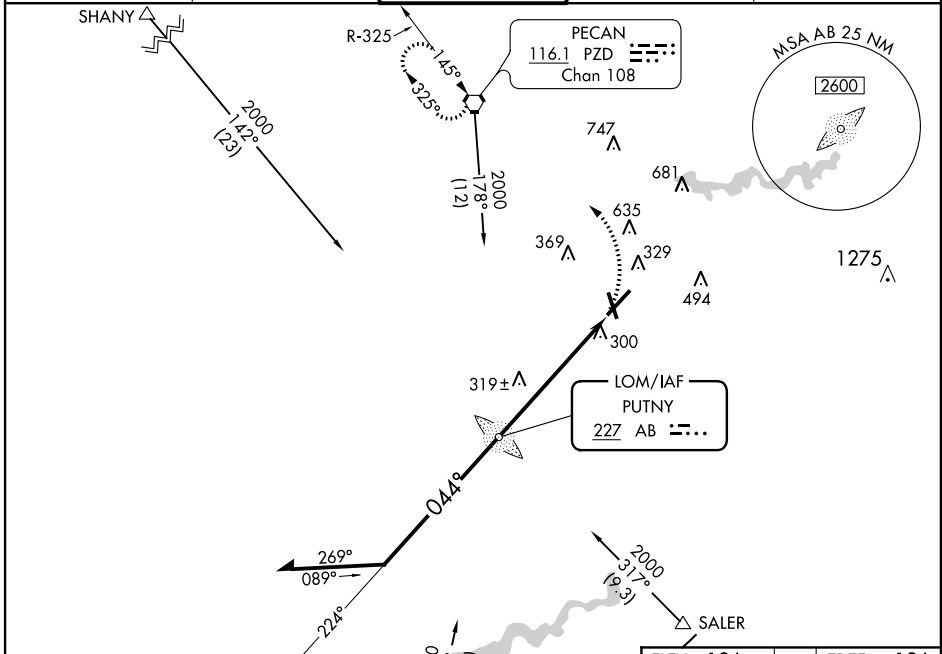 SHANY
R-325
145°
325°
PECAN
116.1 PZD
Chan 108
MSA AB 25 NM
2600
2000
142°
(23)
2000
178°
(12)
747
681
635
369
329
1275
494
300
319±
LOM/IAF
PUTNY
227 AB
044°
269°
089°
224°
2000
317°
(9.3)
SALER